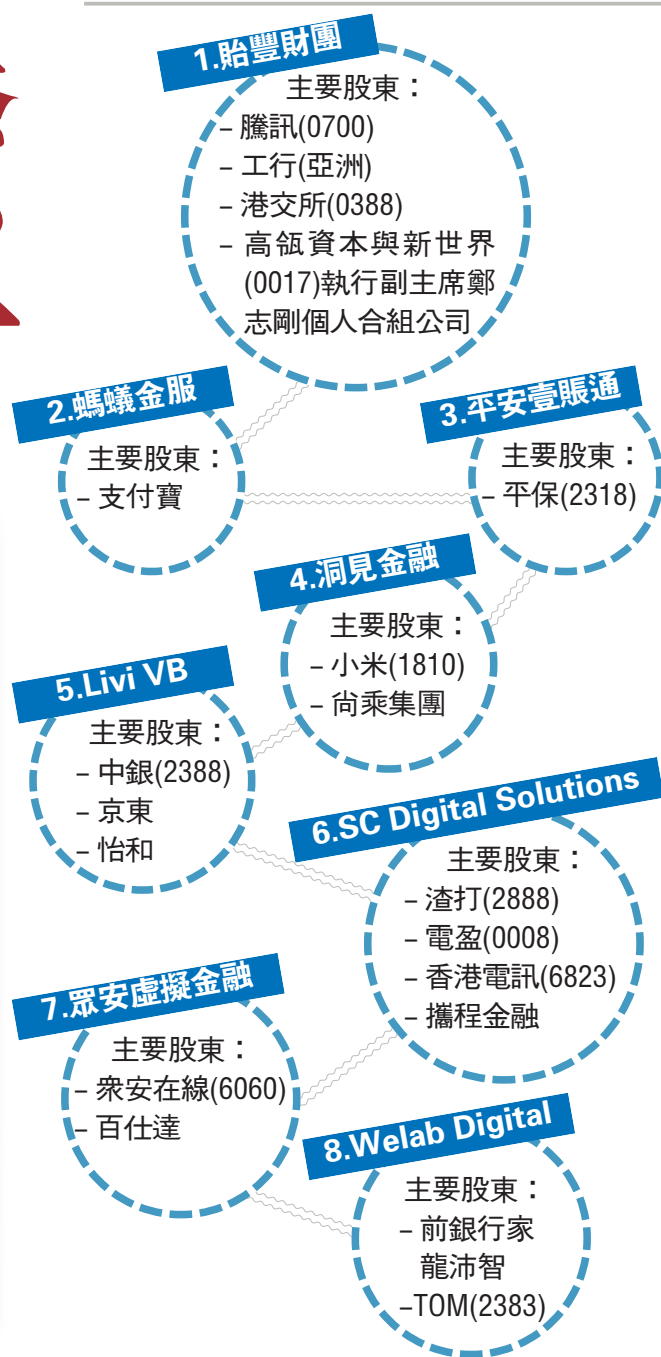 1.貽豐財團
主要股東：
– 騰訊(0700)
– 工行(亞洲)
– 港交所(0388)
– 高瓴資本與新世界
(0017)執行副主席鄭
志剛個人合組公司
2.螞蟻金服
主要股東：
– 支付寶
3.平安壹賬通
主要股東：
– 平保(2318)
4.洞見金融
主要股東：
– 小米(1810)
– 尚乘集團
5.Livi VB
主要股東：
– 中銀(2388)
– 京東
– 怡和
6.SC Digital Solutions
主要股東：
– 渣打(2888)
– 電盈(0008)
– 香港電訊(6823)
– 攜程金融
7.眾安虛擬金融
主要股東：
– 衆安在線(6060)
– 百仕達
8.Welab Digital
主要股東：
– 前銀行家
龍沛智
–TOM(2383)